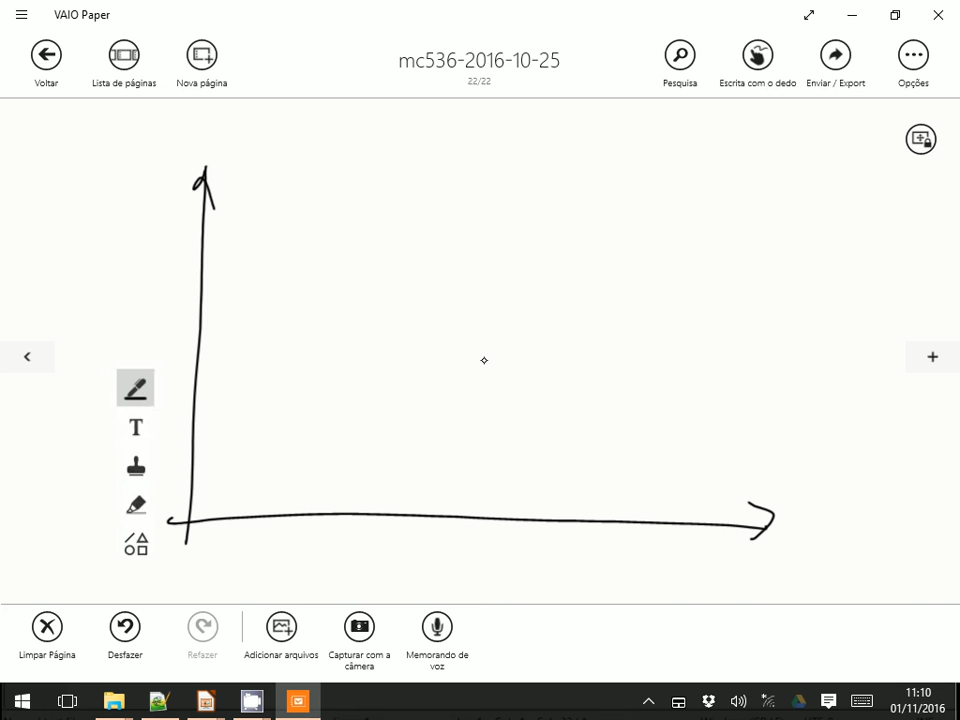 VAIO Paper
Voltar
Lista de páginas
Nova página
mc536-2016-10-25
22/22
Pesquisa
Escrita com o dedo
Enviar / Export
Opções
T
Limpar Página
Desfazer
Refazer
Adicionar arquivos
Capturar com a
câmera
Memorando de
voz
11:10
01/11/2016